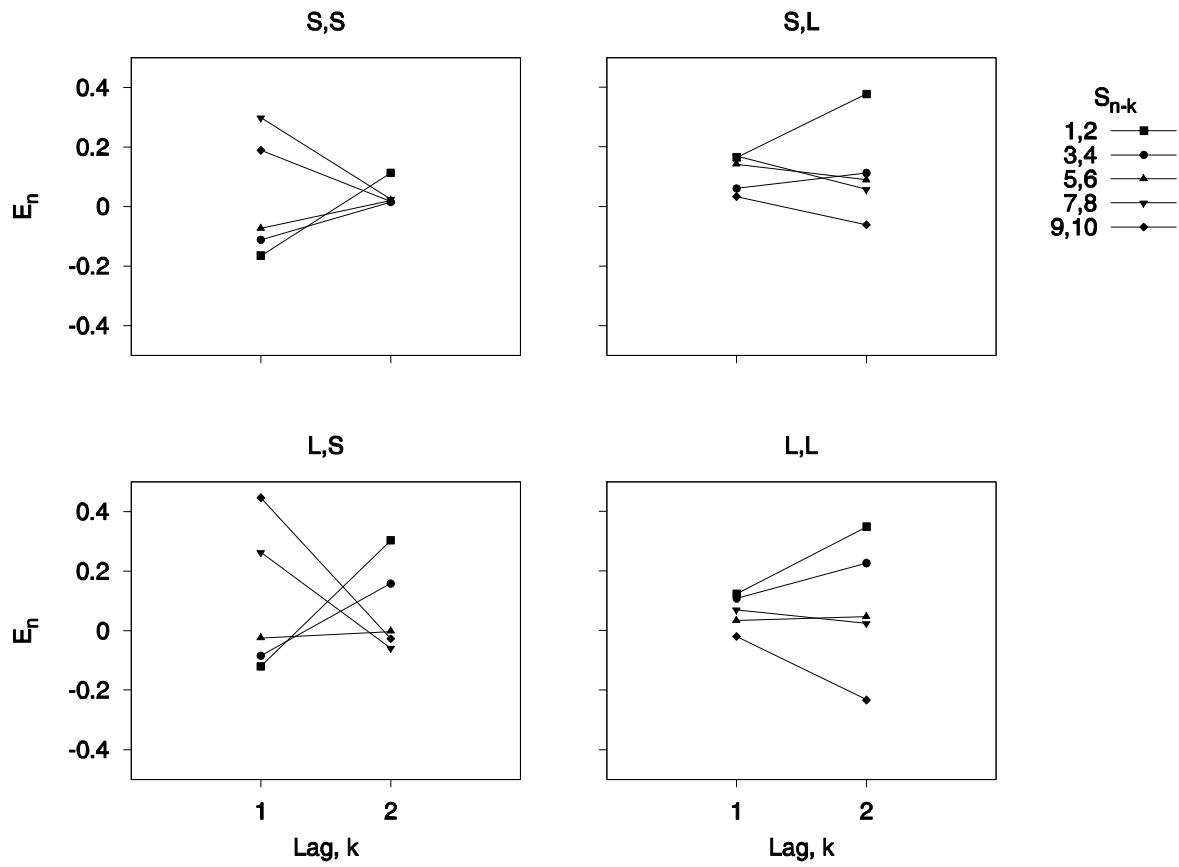 S,S
S,L
0.4
0.2
0
-0.2
-0.4
E_n
S_{n-k}
1,2
3,4
5,6
7,8
9,10
L,S
L,L
0.4
0.2
0
-0.2
-0.4
E_n
1 2 1 2
Lag, k Lag, k